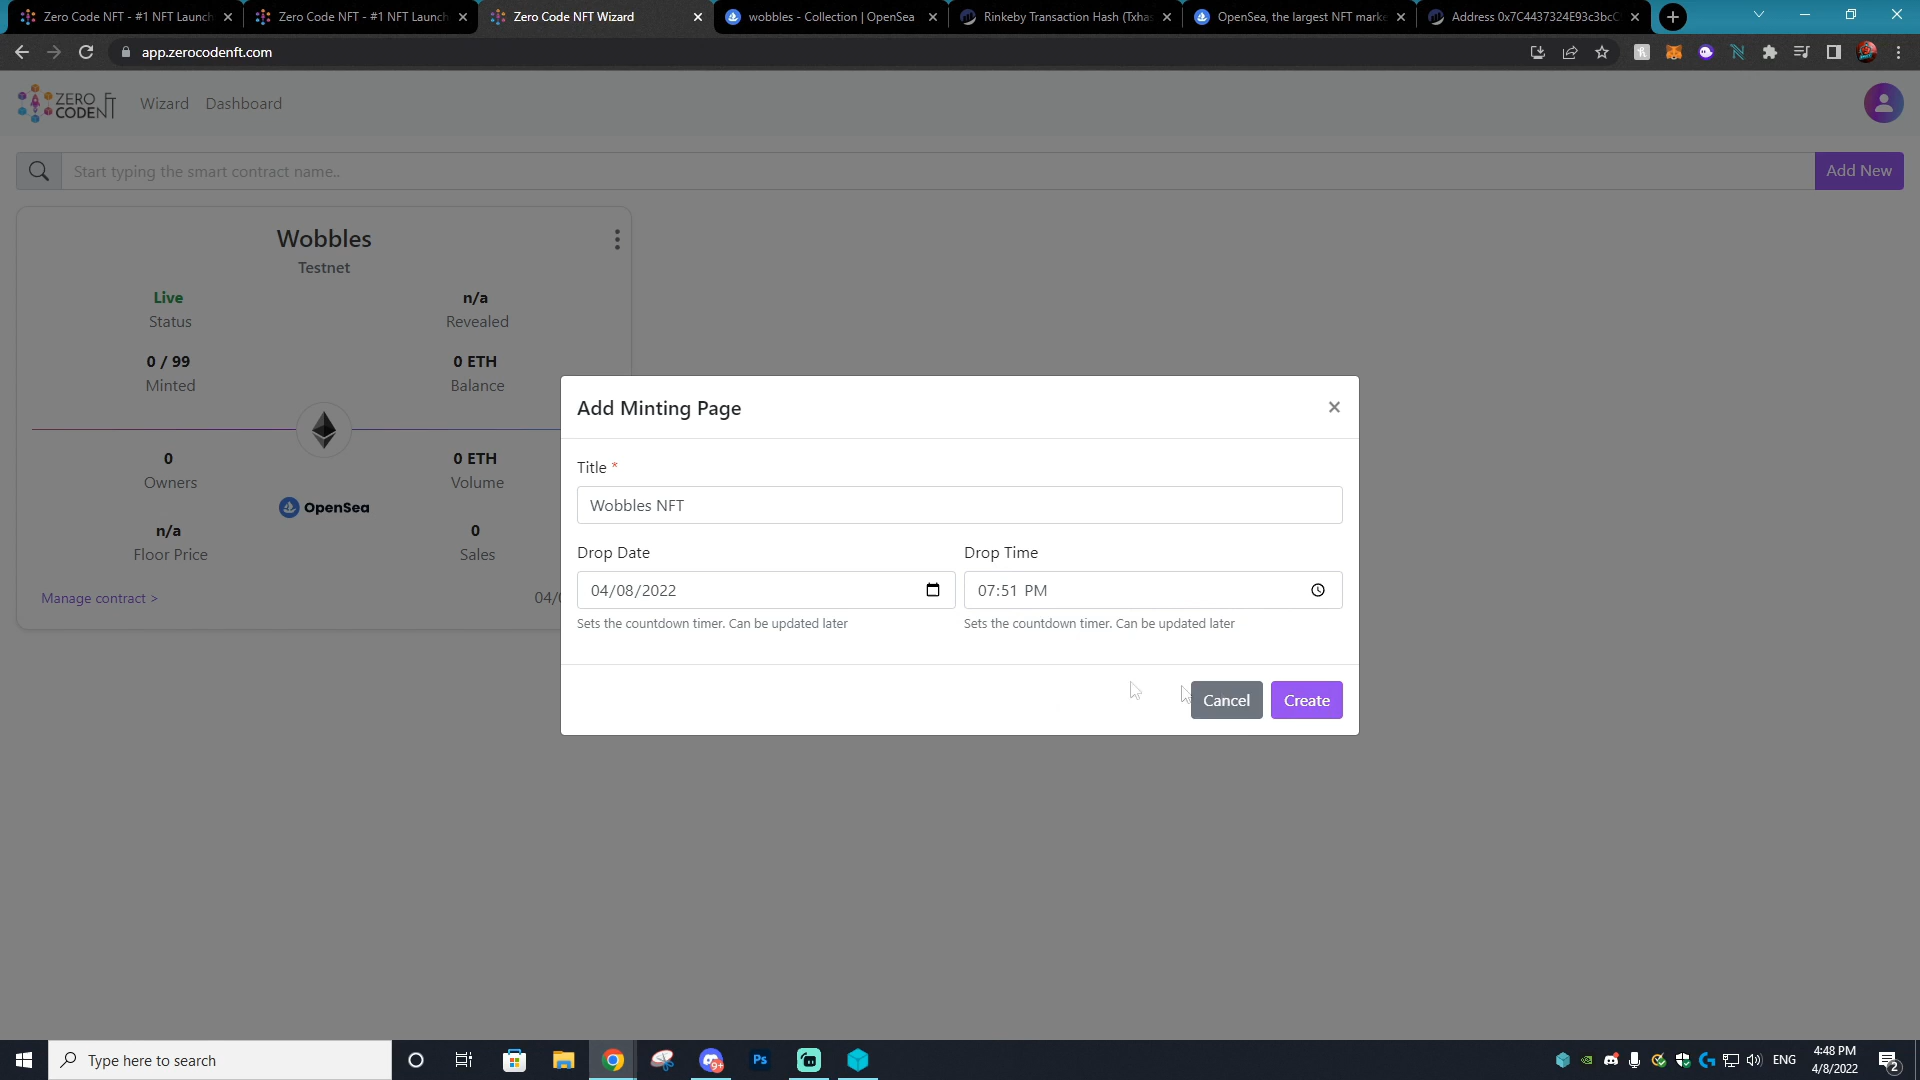 Zero Code NFT - #1 NFT Launch
Zero Code NFT - #1 NFT Launch
Zero Code NFT Wizard
wobbles - Collection | OpenSea
Rinkeby Transaction Hash (Txhas
OpenSea, the largest NFT marke
Address 0x7C4437324E93c3bcC
app.zerocodenft.com
ZERO CODE NFT
Wizard
Dashboard
Start typing the smart contract name..
Add New
Wobbles
Testnet
Live
n/a
Status
Revealed
0 / 99
0 ETH
Minted
Balance
0
0 ETH
Owners
Volume
OpenSea
n/a
0
Floor Price
Sales
Manage contract >
04/0
Add Minting Page
Title *
Wobbles NFT
Drop Date
Drop Time
04/08/2022
07:51 PM
Sets the countdown timer. Can be updated later
Sets the countdown timer. Can be updated later
Cancel
Create
Type here to search
9+
Ps
ENG
4:48 PM
4/8/2022
2